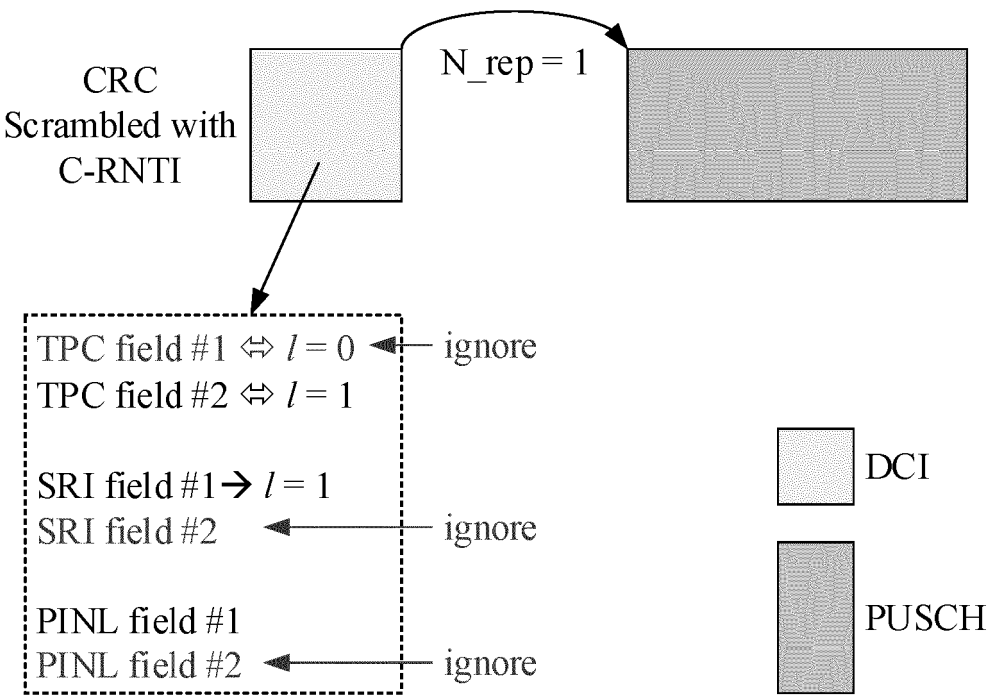 CRC
Scrambled with
C-RNTI
N_rep = 1
TPC field #1 ⇔ l = 0
ignore
TPC field #2 ⇔ l = 1
SRI field #1→ l = 1
SRI field #2
ignore
PINL field #1
PINL field #2
ignore
DCI
PUSCH